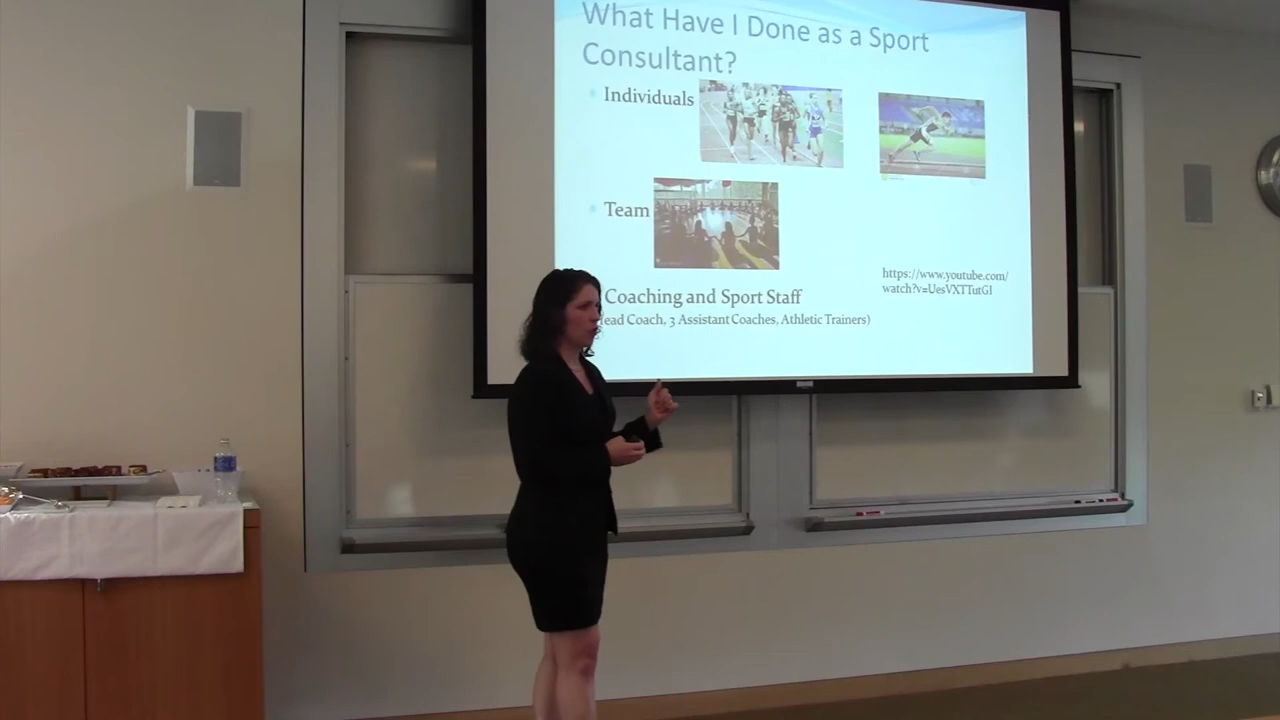 What Have I Done as a Sport
Consultant?
Individuals
Team
https://www.youtube.com/
watch?v=UesVXTTutGI
Coaching and Sport Staff
ead Coach, 3 Assistant Coaches, Athletic Trainers)